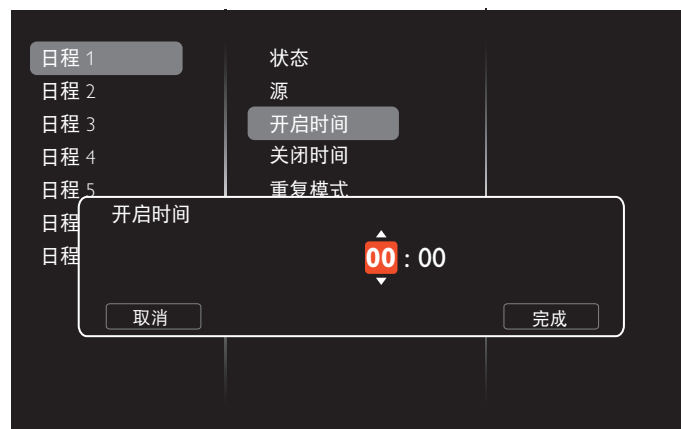 日程 1
日程 2
日程 3
日程 4
日程 5
日程
日程
状态
源
开启时间
关闭时间
重复模式
开启时间
00 : 00
取消
完成